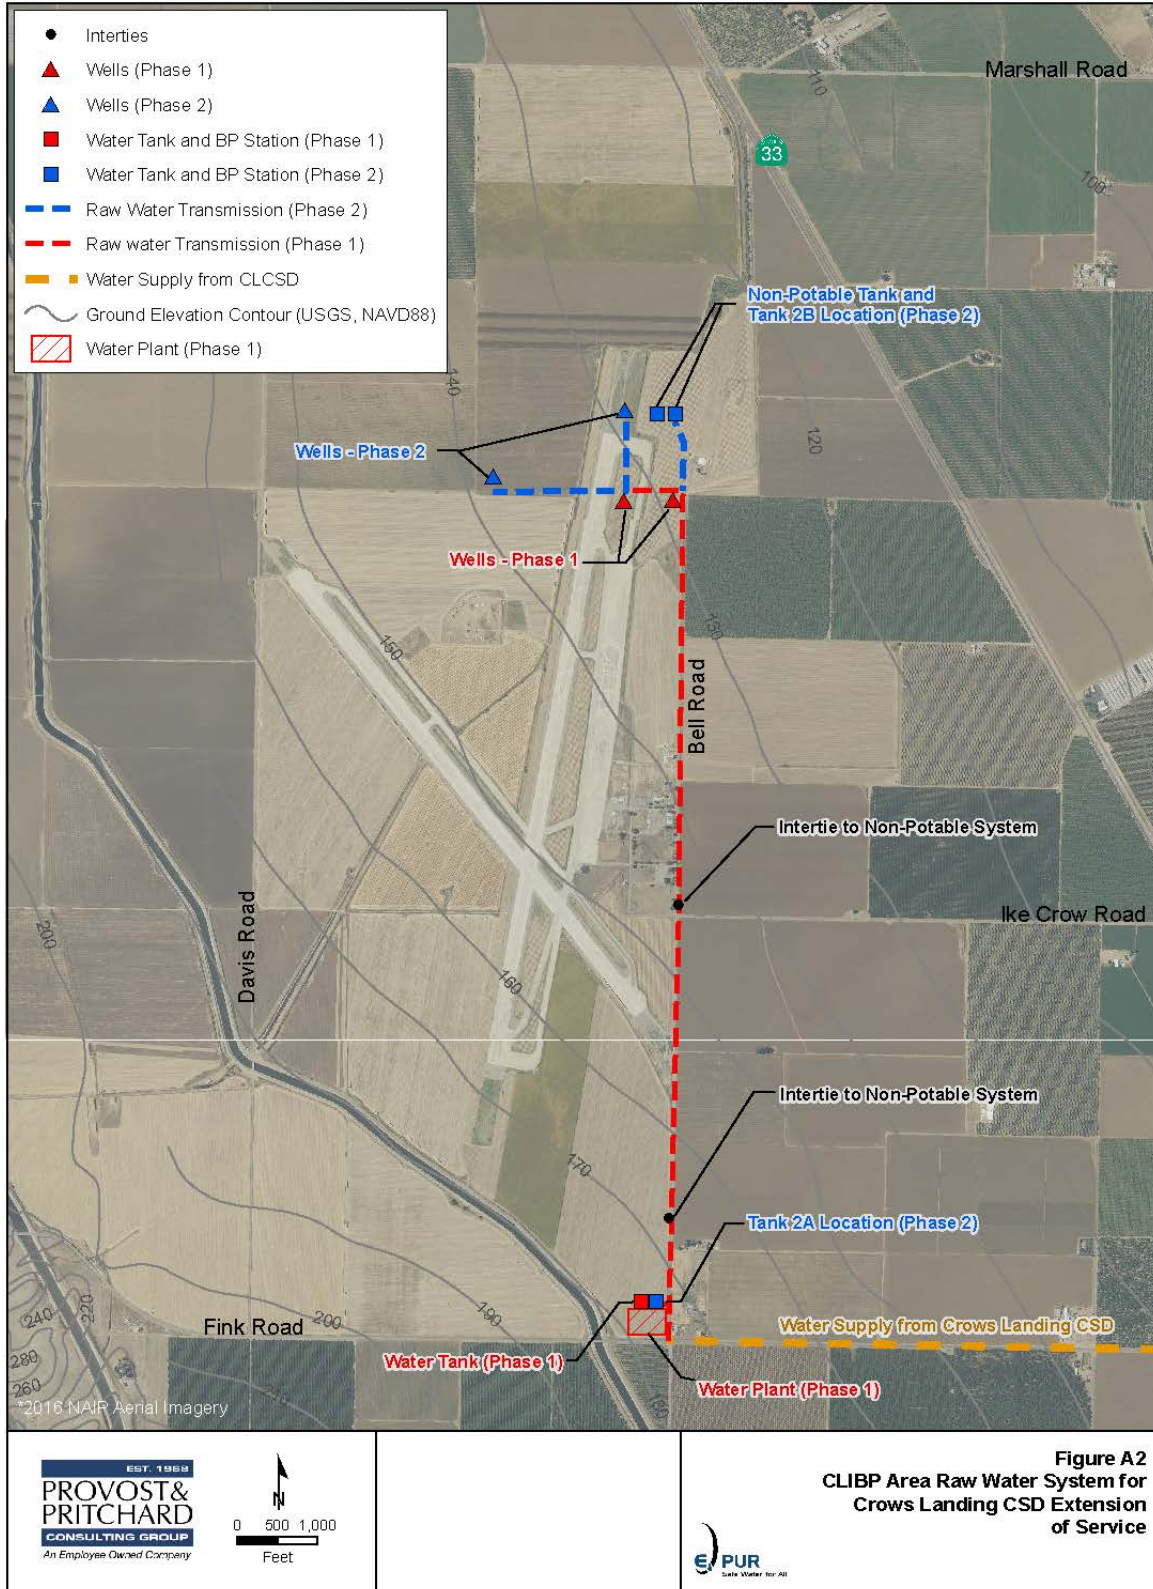 Interties
Wells (Phase 1)
Wells (Phase 2)
Water Tank and BP Station (Phase 1)
Water Tank and BP Station (Phase 2)
Raw Water Transmission (Phase 2)
Raw water Transmission (Phase 1)
Water Supply from CLCSD
Ground Elevation Contour (USGS, NAVD88)
Water Plant (Phase 1)
Marshall Road
110
33
100
Non-Potable Tank and
Tank 2B Location (Phase 2)
140
120
Wells - Phase 2
Wells - Phase 1
130
150
Bell Road
Intertie to Non-Potable System
Ike Crow Road
200
Davis Road
160
Intertie to Non-Potable System
170
Tank 2A Location (Phase 2)
240
220
200
190
Fink Road
Water Supply from Crows Landing CSD
280
260
Water Tank (Phase 1)
Water Plant (Phase 1)
180
*2016 NAIP Aerial Imagery
EST. 1968
PROVOST&
PRITCHARD
CONSULTING GROUP
An Employee Owned Company
N
0 500 1,000
Feet
Figure A2
CLIBP Area Raw Water System for
Crows Landing CSD Extension
of Service
PUR
Safe Water for All